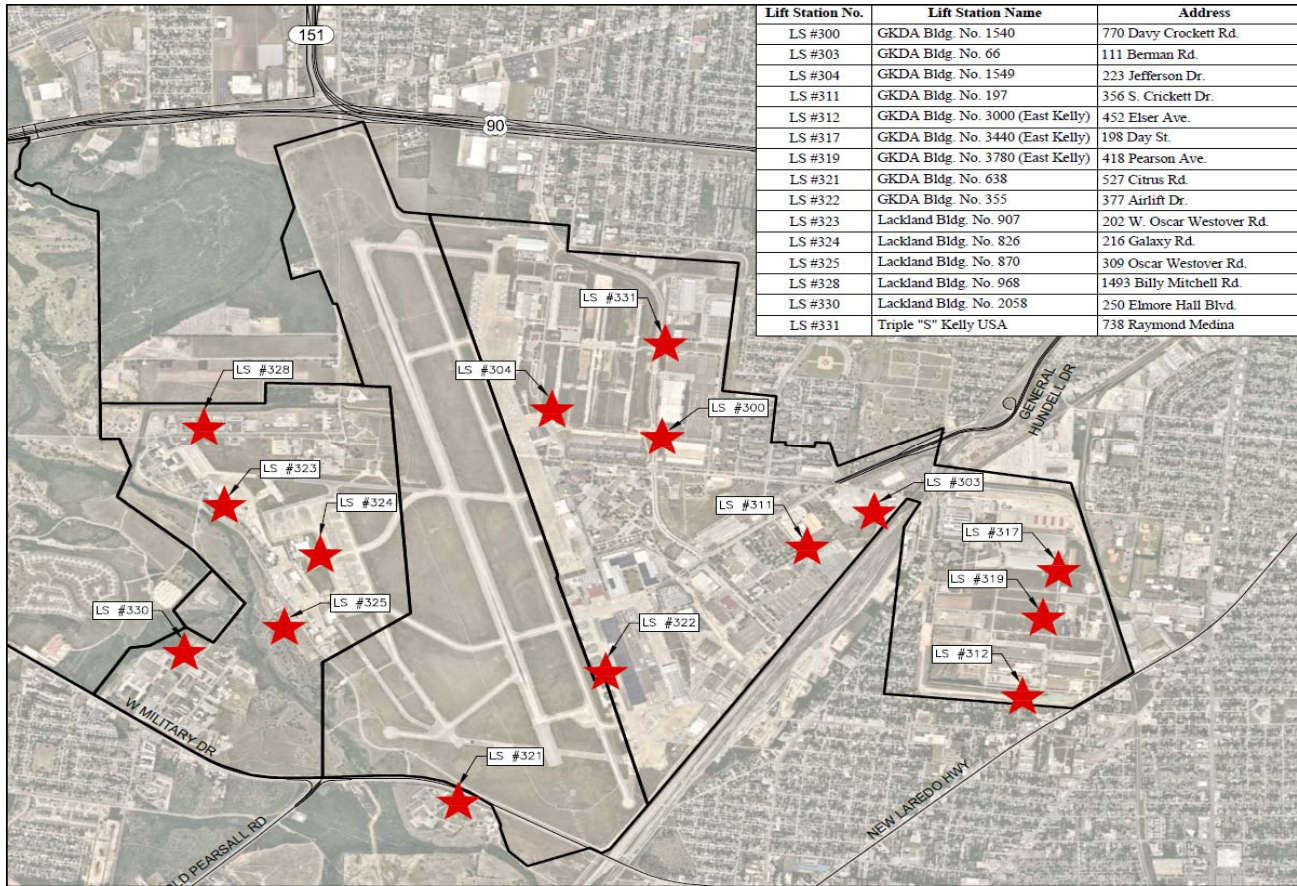 Lift Station No. Lift Station Name Address
LS #300 GKDA Bldg. No. 1540 770 Davy Crockett Rd.
LS #303 GKDA Bldg. No. 66 111 Berman Rd.
LS #304 GKDA Bldg. No. 1549 223 Jefferson Dr.
LS #311 GKDA Bldg. No. 197 356 S. Crickett Dr.
LS #312 GKDA Bldg. No. 3000 (East Kelly) 452 Elser Ave.
LS #317 GKDA Bldg. No. 3440 (East Kelly) 198 Day St.
LS #319 GKDA Bldg. No. 3780 (East Kelly) 418 Pearson Ave.
LS #321 GKDA Bldg. No. 638 527 Citrus Rd.
LS #322 GKDA Bldg. No. 355 377 Airlift Dr.
LS #323 Lackland Bldg. No. 907 202 W. Oscar Westover Rd.
LS #324 Lackland Bldg. No. 826 216 Galaxy Rd.
LS #325 Lackland Bldg. No. 870 309 Oscar Westover Rd.
LS #328 Lackland Bldg. No. 968 1493 Billy Mitchell Rd.
LS #330 Lackland Bldg. No. 2058 250 Elmore Hall Blvd.
LS #331 Triple "S" Kelly USA 738 Raymond Medina
151
90
LS #331
LS #328
LS #304
LS #300
GENERAL
HUNDELL DR
LS #323
LS #324
LS #303
LS #311
LS #317
LS #319
LS #325
LS #330
LS #322
LS #312
W MILITARY DR
LS #321
NEW LAREDO HWY
OLD PEARSALL RD